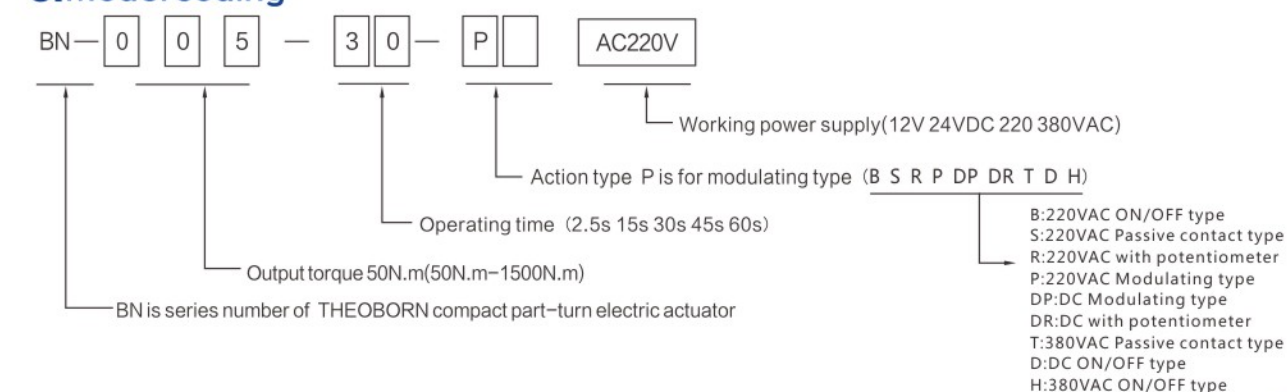 BN— 0 0 5 — 3 0 — P AC220V
Working power supply(12V 24VDC 220 380VAC)
Action type P is for modulating type (B S R P DP DR T D H)
Operating time (2.5s 15s 30s 45s 60s)
Output torque 50N.m(50N.m-1500N.m)
BN is series number of THEOBORN compact part-turn electric actuator
B:220VAC ON/OFF type
S:220VAC Passive contact type
R:220VAC with potentiometer
P:220VAC Modulating type
DP:DC Modulating type
DR:DC with potentiometer
T:380VAC Passive contact type
D:DC ON/OFF type
H:380VAC ON/OFF type